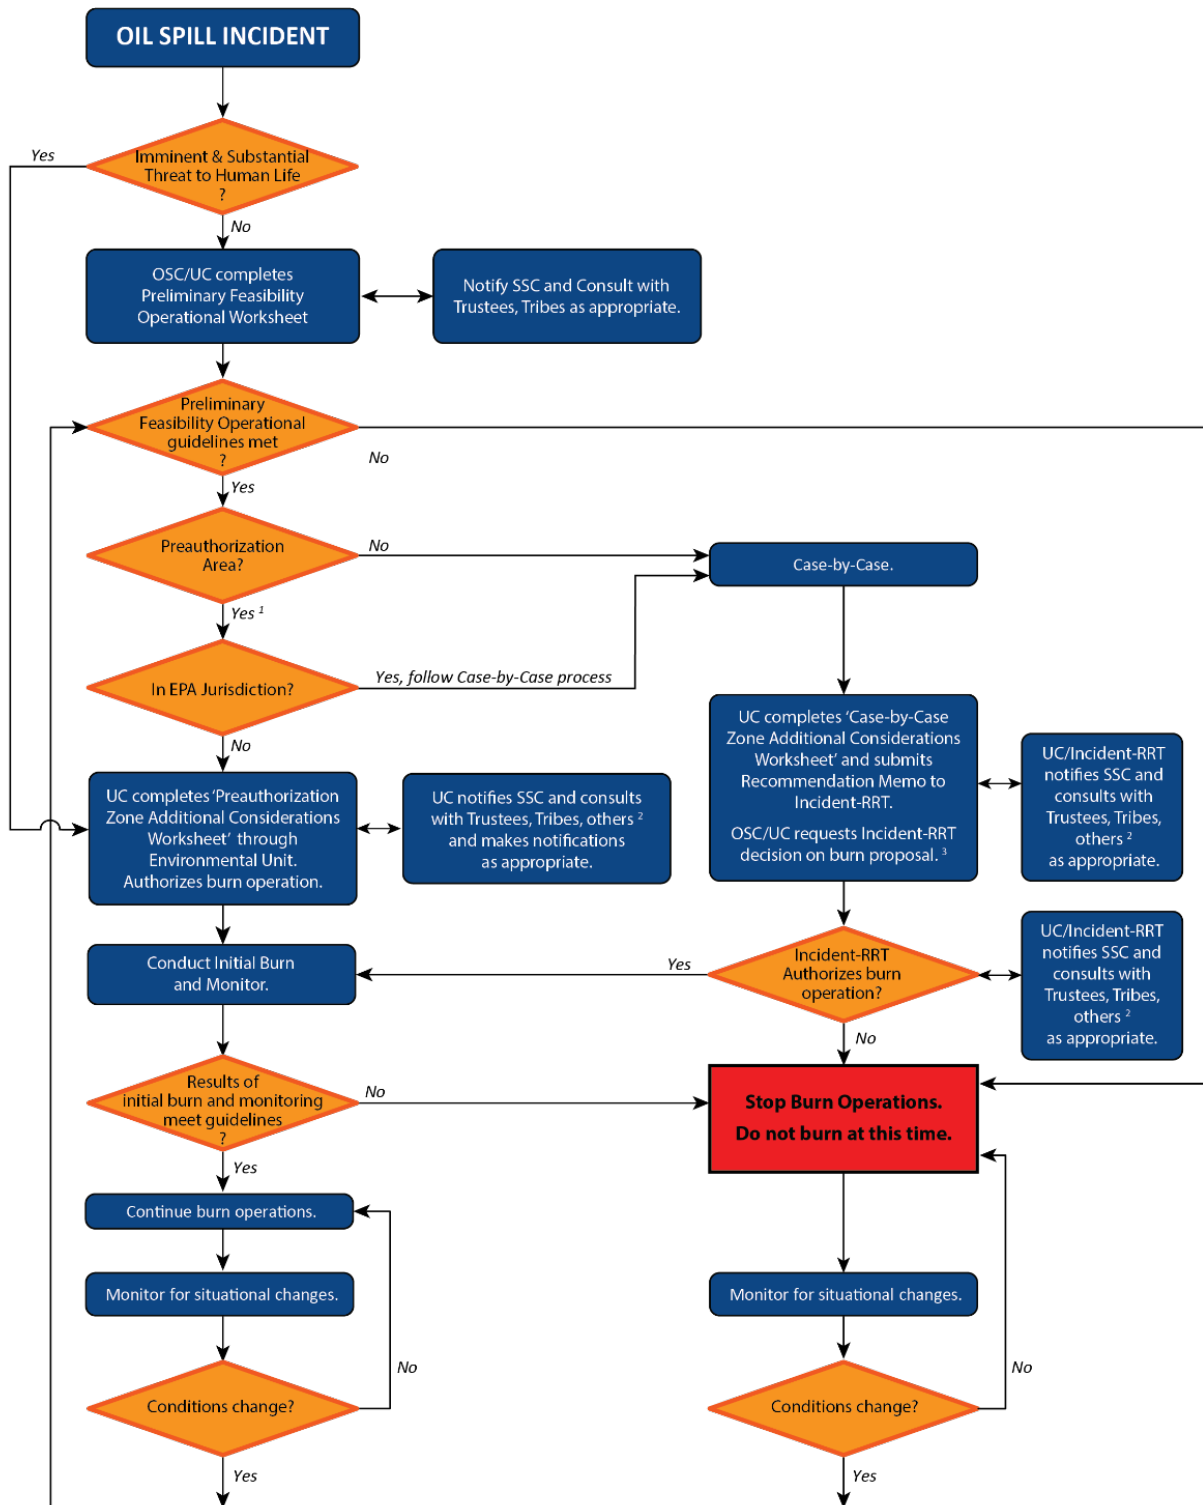 OIL SPILL INCIDENT
Yes
Imminent & Substantial
Threat to Human Life
?
No
OSC/UC completes
Preliminary Feasibility
Operational Worksheet
Notify SSC and Consult with
Trustees, Tribes as appropriate.
Preliminary
Feasibility Operational
guidelines met
?
No
Yes
Preauthorization
Area?
No
Case-by-Case.
Yes 1
In EPA Jurisdiction?
Yes, follow Case-by-Case process
No
UC completes 'Case-by-Case
Zone Additional Considerations
Worksheet' and submits
Recommendation Memo to
Incident-RRT.
OSC/UC requests Incident-RRT
decision on burn proposal. 3
UC/Incident-RRT
notifies SSC and
consults with
Trustees, Tribes,
others 2
as appropriate.
UC completes 'Preauthorization
Zone Additional Considerations
Worksheet' through
Environmental Unit.
Authorizes burn operation.
UC notifies SSC and consults
with Trustees, Tribes, others 2
and makes notifications
as appropriate.
Conduct Initial Burn
and Monitor.
Yes
Incident-RRT
Authorizes burn
operation?
UC/Incident-RRT
notifies SSC and
consults with
Trustees, Tribes,
others 2
as appropriate.
No
Results of
initial burn and monitoring
meet guidelines
?
No
Stop Burn Operations.
Do not burn at this time.
Yes
Continue burn operations.
Monitor for situational changes.
Monitor for situational changes.
No
No
Conditions change?
Conditions change?
Yes
Yes